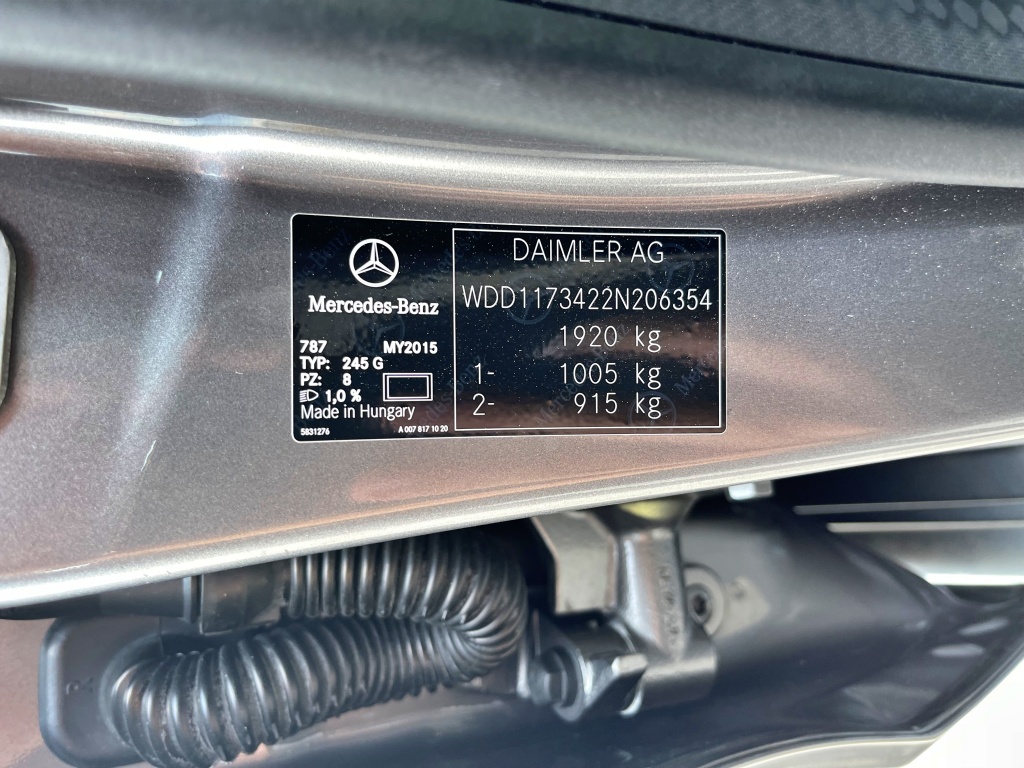 Mercedes-Benz
787 MY2015
TYP: 245 G
PZ: 8
1,0 %
Made in Hungary
5831276 A 007 817 10 20
DAIMLER AG
WDD1173422N206354
1920 kg
1- 1005 kg
2- 915 kg